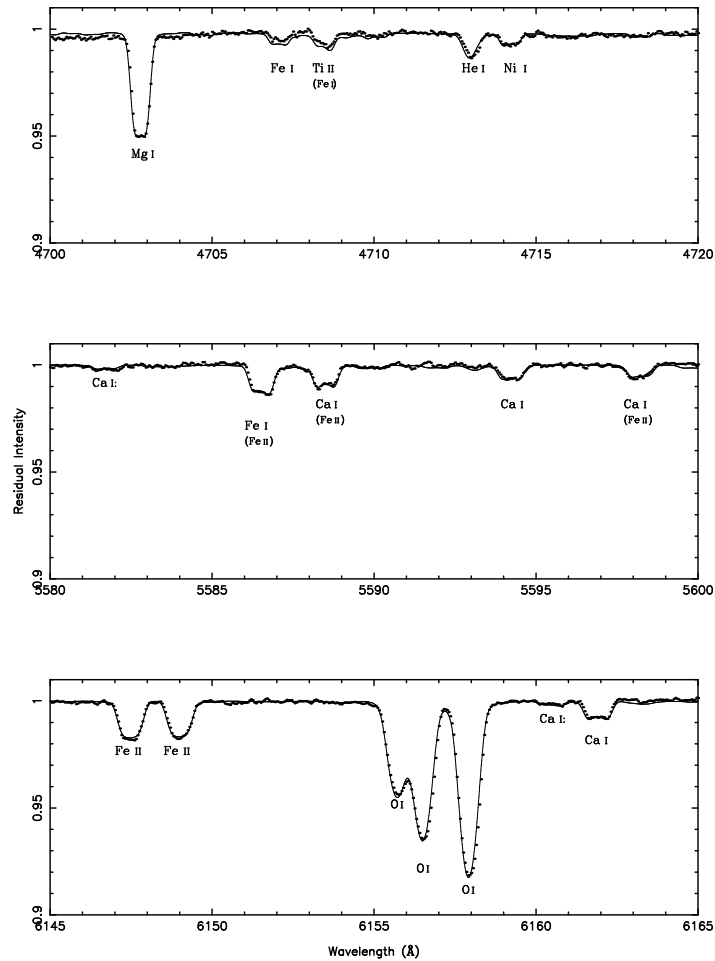 1
0.95
0.9
Fe I
Ti II
(Fe I)
He I
Ni I
Mg I
4700 4705 4710 4715 4720
1
0.95
0.9
Ca I:
Fe I
(Fe II)
Ca I
(Fe II)
Ca I
Ca I
(Fe II)
5580 5585 5590 5595 5600
Residual Intensity
1
0.95
0.9
Fe II
Fe II
O I
O I
O I
Ca I:
Ca I
6145 6150 6155 6160 6165
Wavelength (Å)